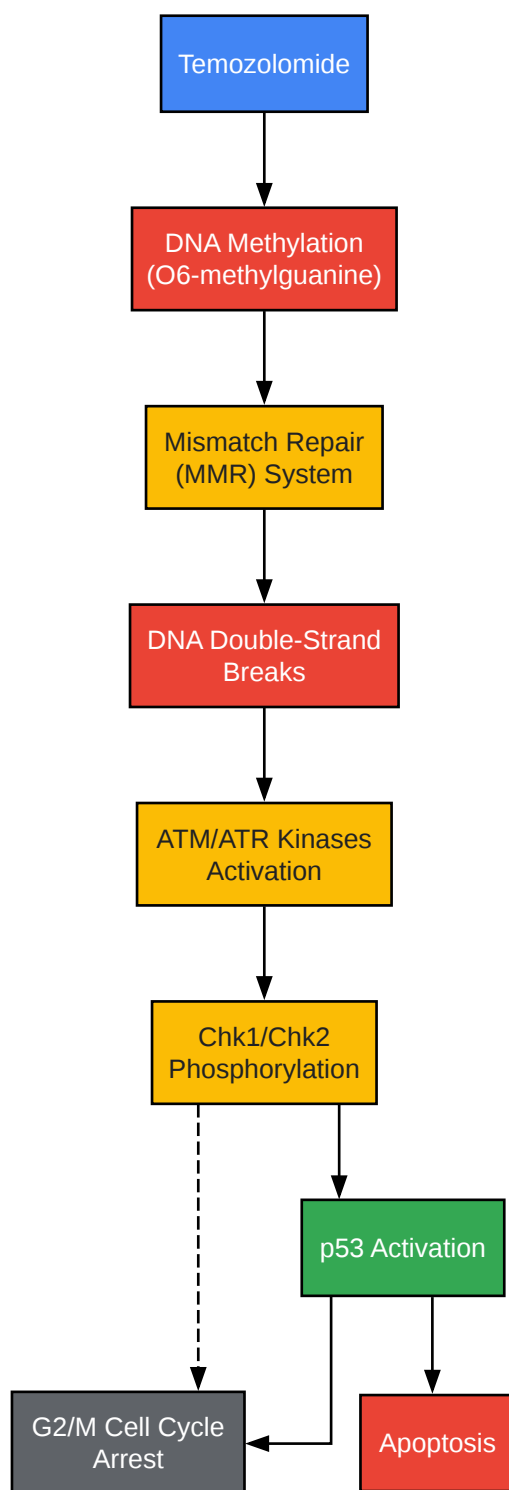 Temozolomide
DNA Methylation
(O6-methylguanine)
Mismatch Repair
(MMR) System
DNA Double-Strand
Breaks
ATM/ATR Kinases
Activation
Chk1/Chk2
Phosphorylation
p53 Activation
G2/M Cell Cycle
Arrest
Apoptosis